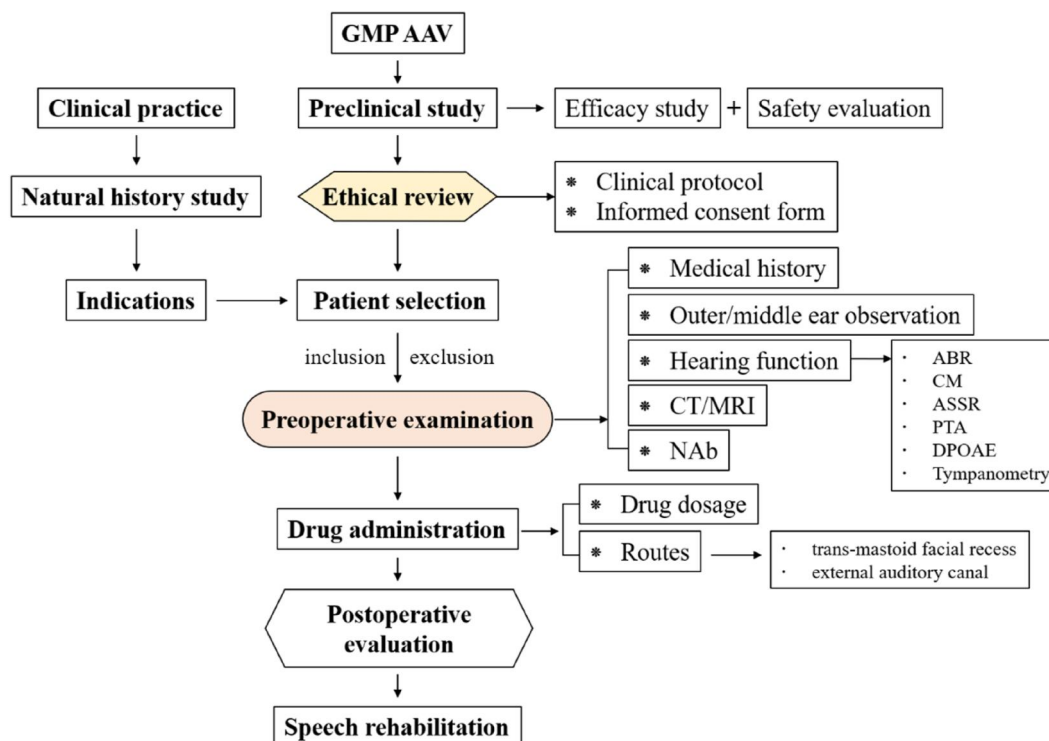 GMP AAV
Clinical practice
Preclinical study
Efficacy study
+
Safety evaluation
Natural history study
Ethical review
⁕ Clinical protocol
⁕ Informed consent form
Indications
Patient selection
inclusion
exclusion
Preoperative examination
⁕ Medical history
⁕ Outer/middle ear observation
⁕ Hearing function
· ABR
· CM
· ASSR
· PTA
· DPOAE
· Tympanometry
⁕ CT/MRI
⁕ NAb
Drug administration
⁕ Drug dosage
⁕ Routes
· trans-mastoid facial recess
· external auditory canal
Postoperative
evaluation
Speech rehabilitation